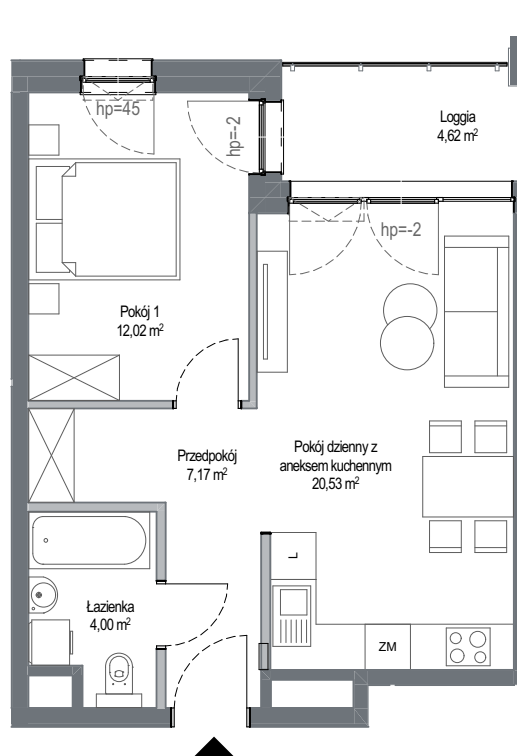 hp=45
hp=-2
Loggia
4,62 m²
hp=-2
Pokój 1
12,02 m²
Przedpokój
7,17 m²
Pokój dzienny z
aneksem kuchennym
20,53 m²
L
Łazienka
4,00 m²
ZM